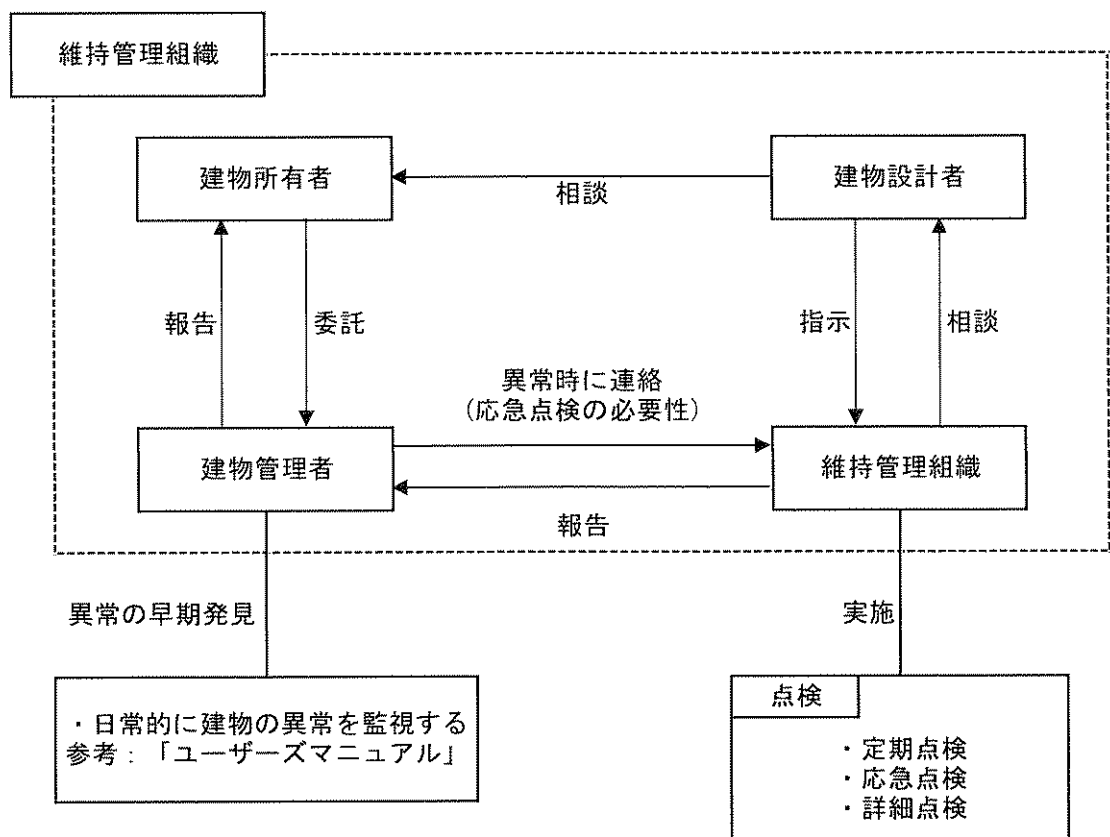 維持管理組織
建物所有者
建物設計者
相談
報告
委託
指示
相談
異常時に連絡
(応急点検の必要性)
建物管理者
維持管理組織
報告
異常の早期発見
実施
・日常的に建物の異常を監視する
参考：「ユーザーズマニュアル」
点検
・定期点検
・応急点検
・詳細点検